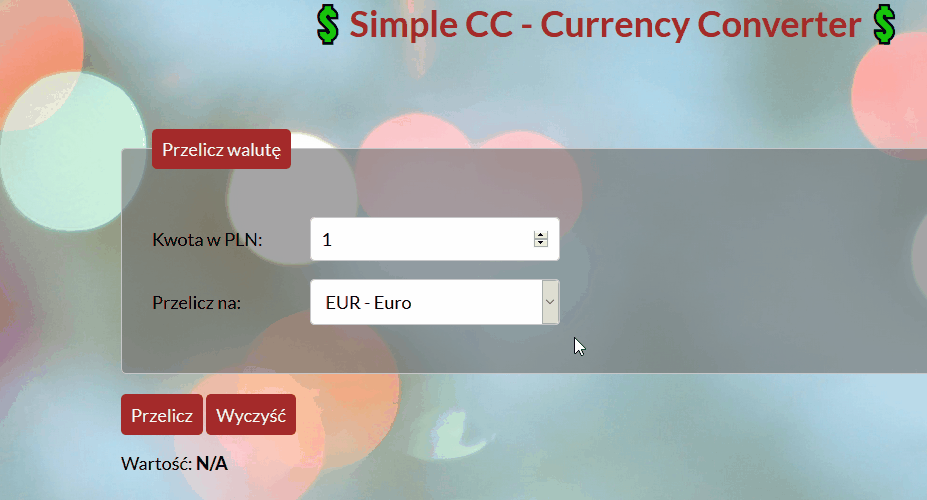 Simple CC - Currency Converter
Przelicz walutę
Kwota w PLN: 1
Przelicz na: EUR - Euro
Przelicz Wyczyść
Wartość: N/A